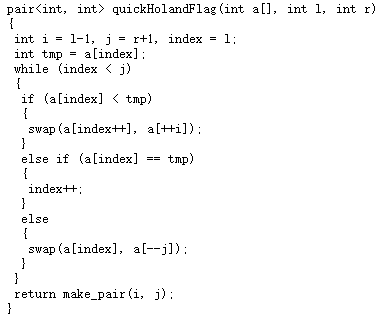 pair<int, int> quickHolandFlag(int a[], int l, int r)
{
 int i = l-1, j = r+1, index = l;
 int tmp = a[index];
 while (index < j)
 {
  if (a[index] < tmp)
  {
   swap(a[index++], a[++i]);
  }
  else if (a[index] == tmp)
  {
   index++;
  }
  else
  {
   swap(a[index], a[--j]);
  }
 }
 return make_pair(i, j);
}